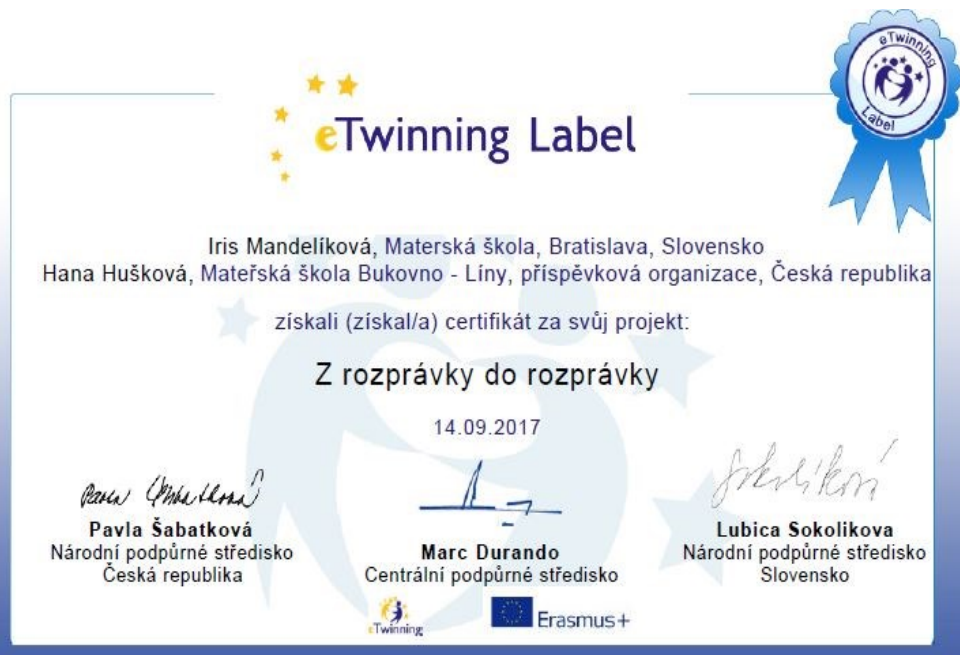 eTwinning
Label
eTwinning Label
Iris Mandelíková, Materská škola, Bratislava, Slovensko
Hana Hušková, Mateřská škola Bukovno - Líny, příspěvková organizace, Česká republika
získali (získal/a) certifikát za svůj projekt:
Z rozprávky do rozprávky
14.09.2017
Sokolíková
Pavla Šabatková
Národní podpůrné středisko
Česká republika
Marc Durando
Centrální podpůrné středisko
Lubica Sokolikova
Národní podpůrné středisko
Slovensko
eTwinning
Erasmus+